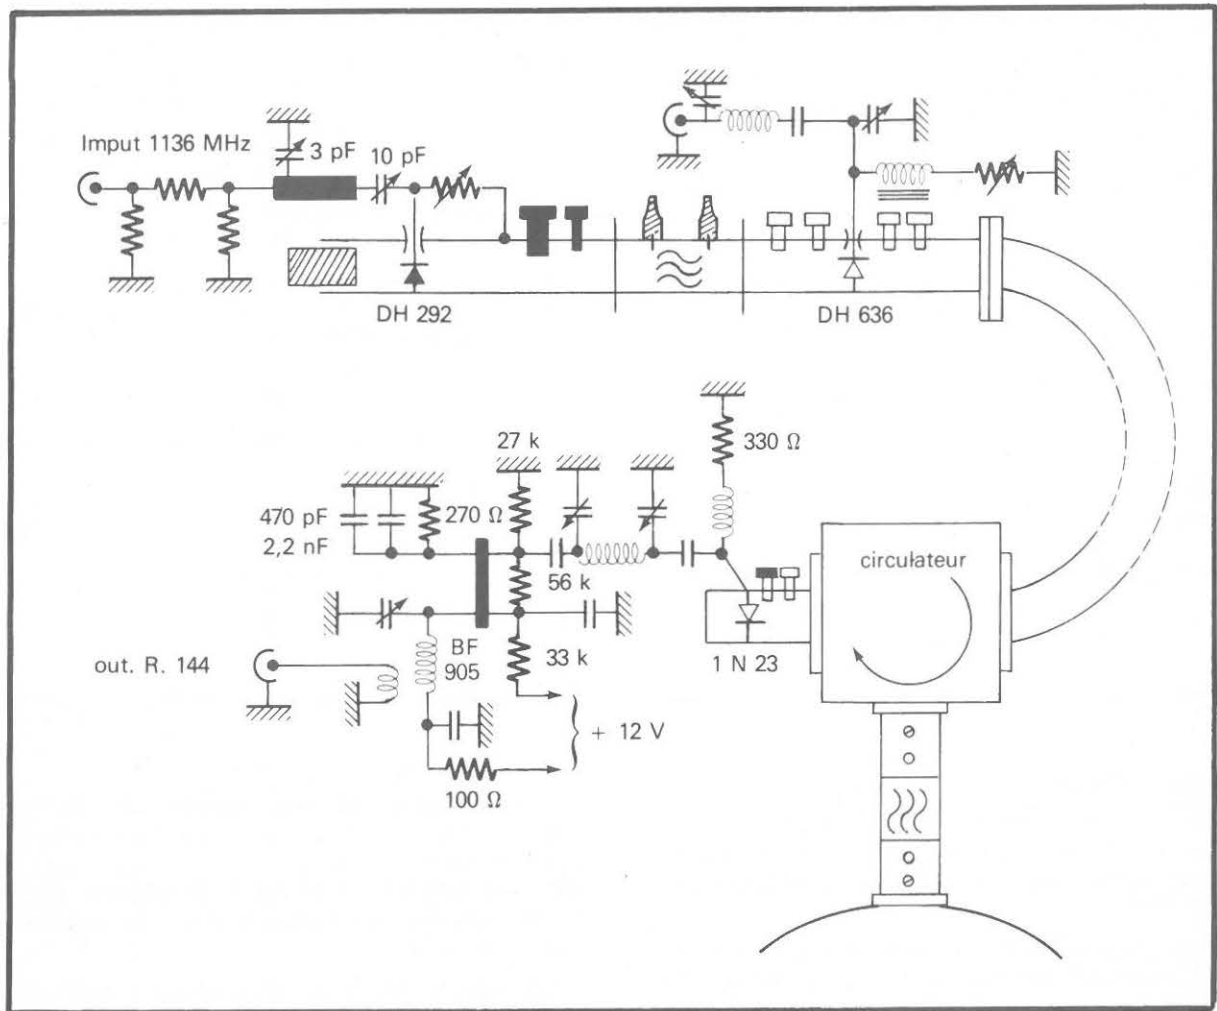 Imput 1136 MHz
3 pF
10 pF
DH 292
DH 636
330 Ω
27 k
470 pF
2,2 nF
270 Ω
56 k
circulateur
1 N 23
BF
905
33 k
out. R. 144
+ 12 V
100 Ω